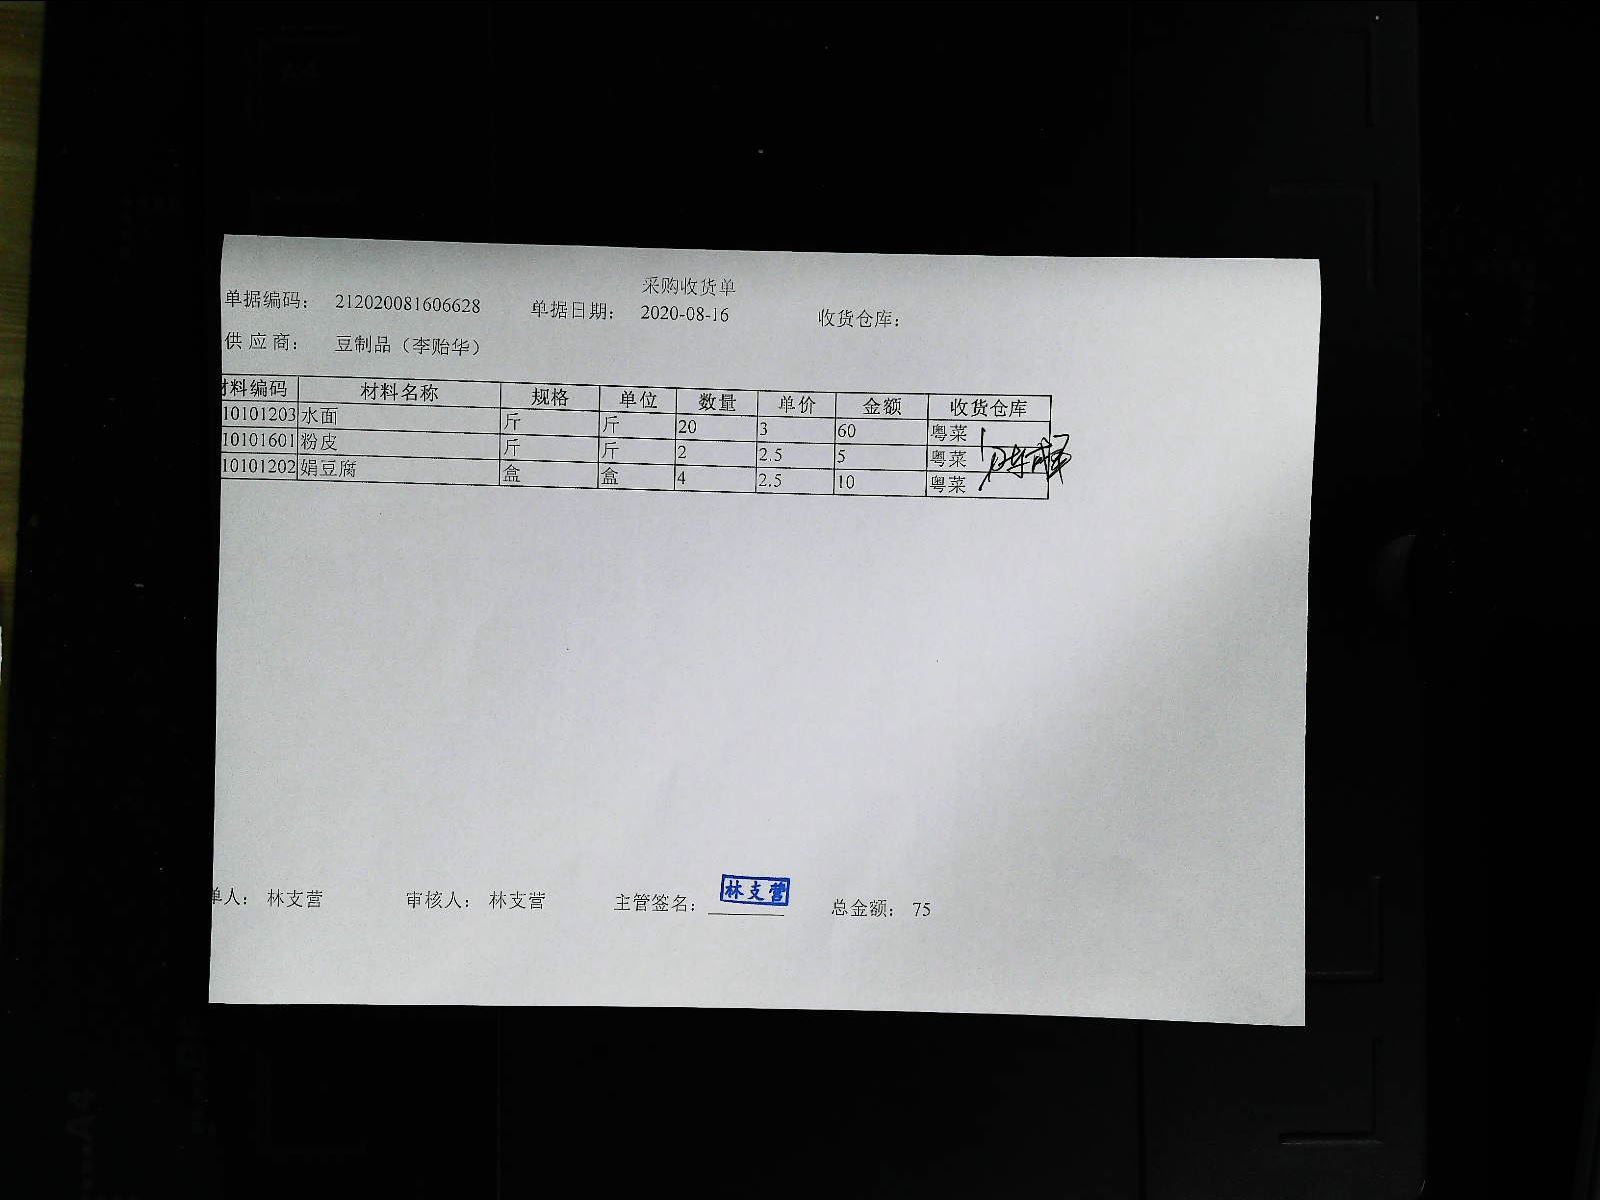 采购收货单
单据编码： 212020081606628 单据日期： 2020-08-16 收货仓库：
供 应 商： 豆制品（李贻华）
材料编码 材料名称 规格 单位 数量 单价 金额 收货仓库
10101203 水面 斤 斤 20 3 60 粤菜
10101601 粉皮 斤 斤 2 2.5 5 粤菜
10101202 娟豆腐 盒 盒 4 2.5 10 粤菜
单人： 林支营 审核人： 林支营 主管签名： 林支营 总金额： 75